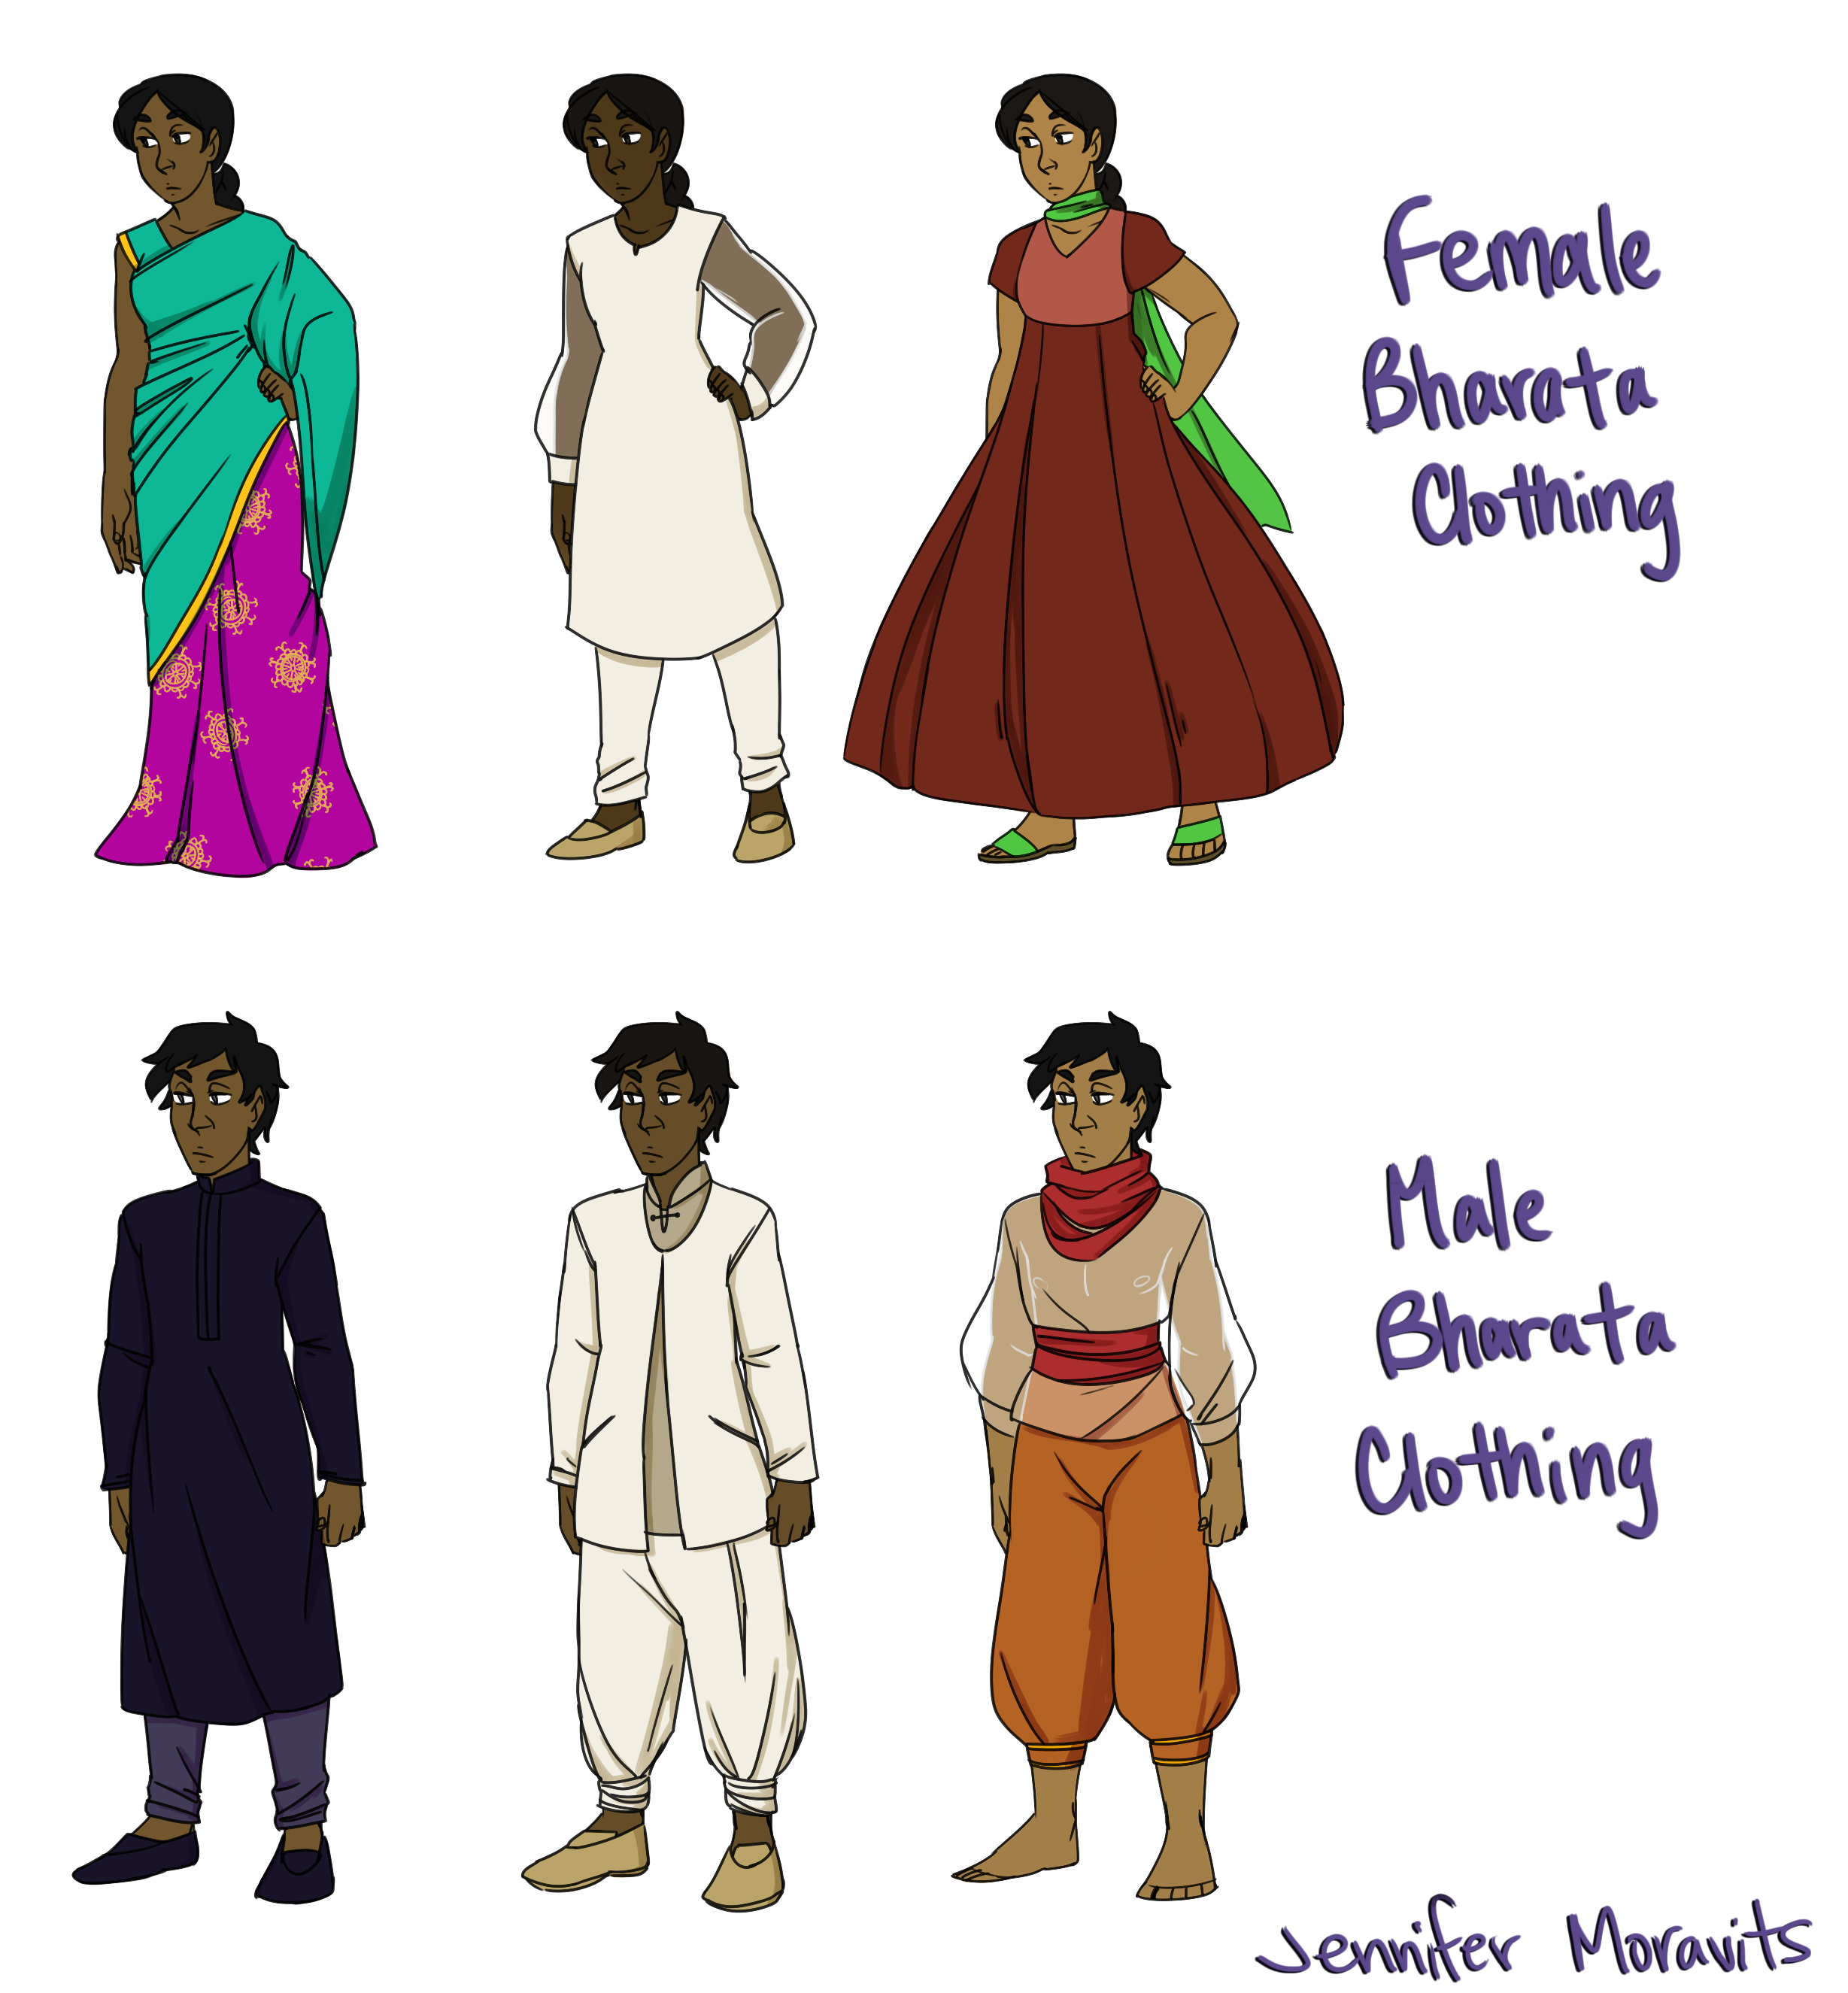 Female
Bharata
Clothing
Male
Bharata
Clothing
Jennifer Moravits